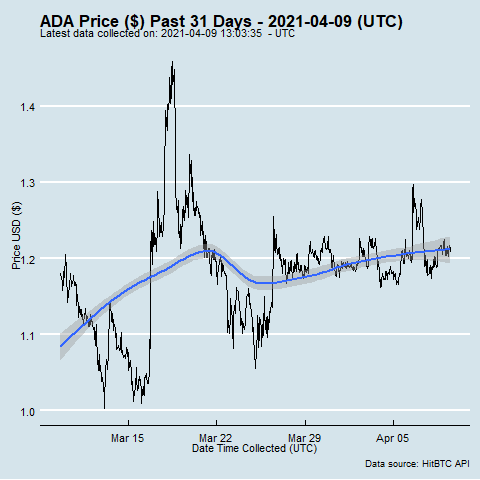 ADA Price ($) Past 31 Days - 2021-04-09 (UTC)
Latest data collected on: 2021-04-09 13:03:35 - UTC
Price USD ($)
1.4
1.3
1.2
1.1
1.0
Mar 15 Mar 22 Mar 29 Apr 05
Date Time Collected (UTC)
Data source: HitBTC API